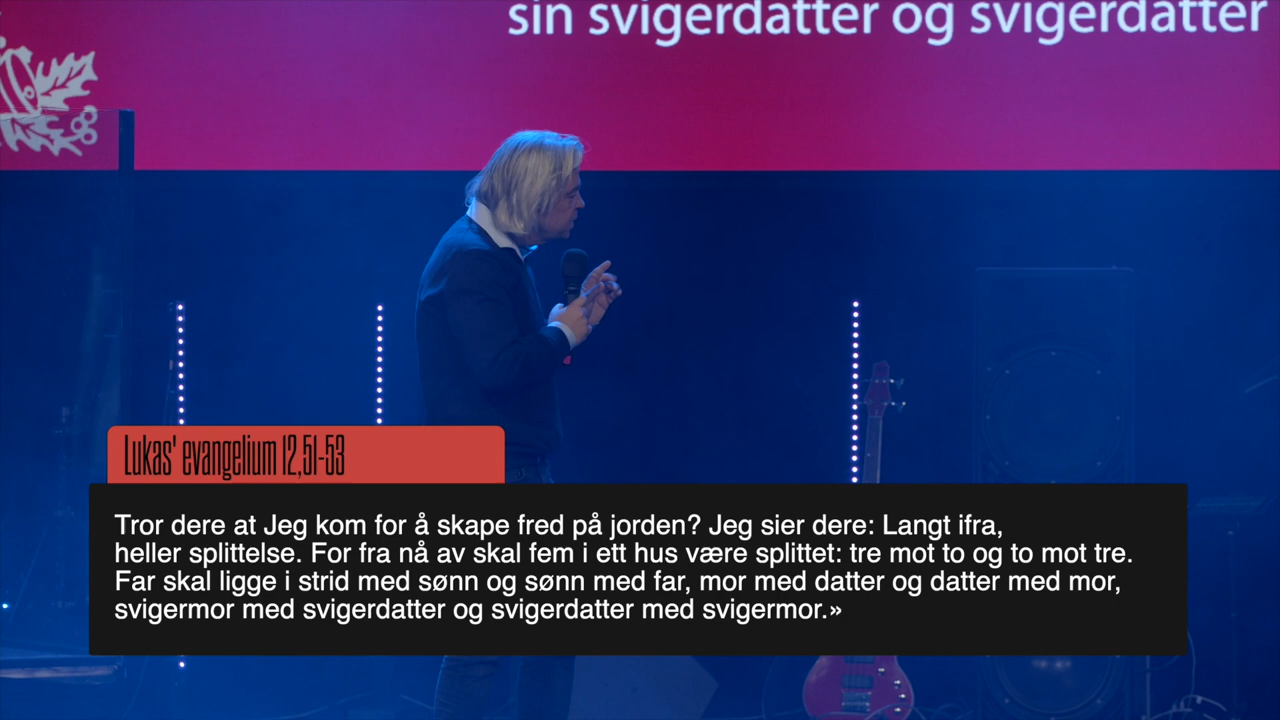 sin svigerdatter og svigerdatter
Lukas' evangelium 12,51-53
Tror dere at Jeg kom for å skape fred på jorden? Jeg sier dere: Langt ifra,
heller splittelse. For fra nå av skal fem i ett hus være splittet: tre mot to og to mot tre.
Far skal ligge i strid med sønn og sønn med far, mor med datter og datter med mor,
svigermor med svigerdatter og svigerdatter med svigermor.»